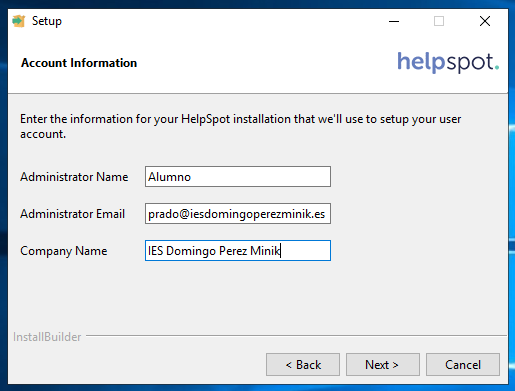 Setup
Account Information
helpspot.
Enter the information for your HelpSpot installation that we'll use to setup your user
account.
Administrator Name Alumno
Administrator Email prado@iesdomingoperezminik.es
Company Name IES Domingo Perez Minik
InstallBuilder
< Back Next > Cancel